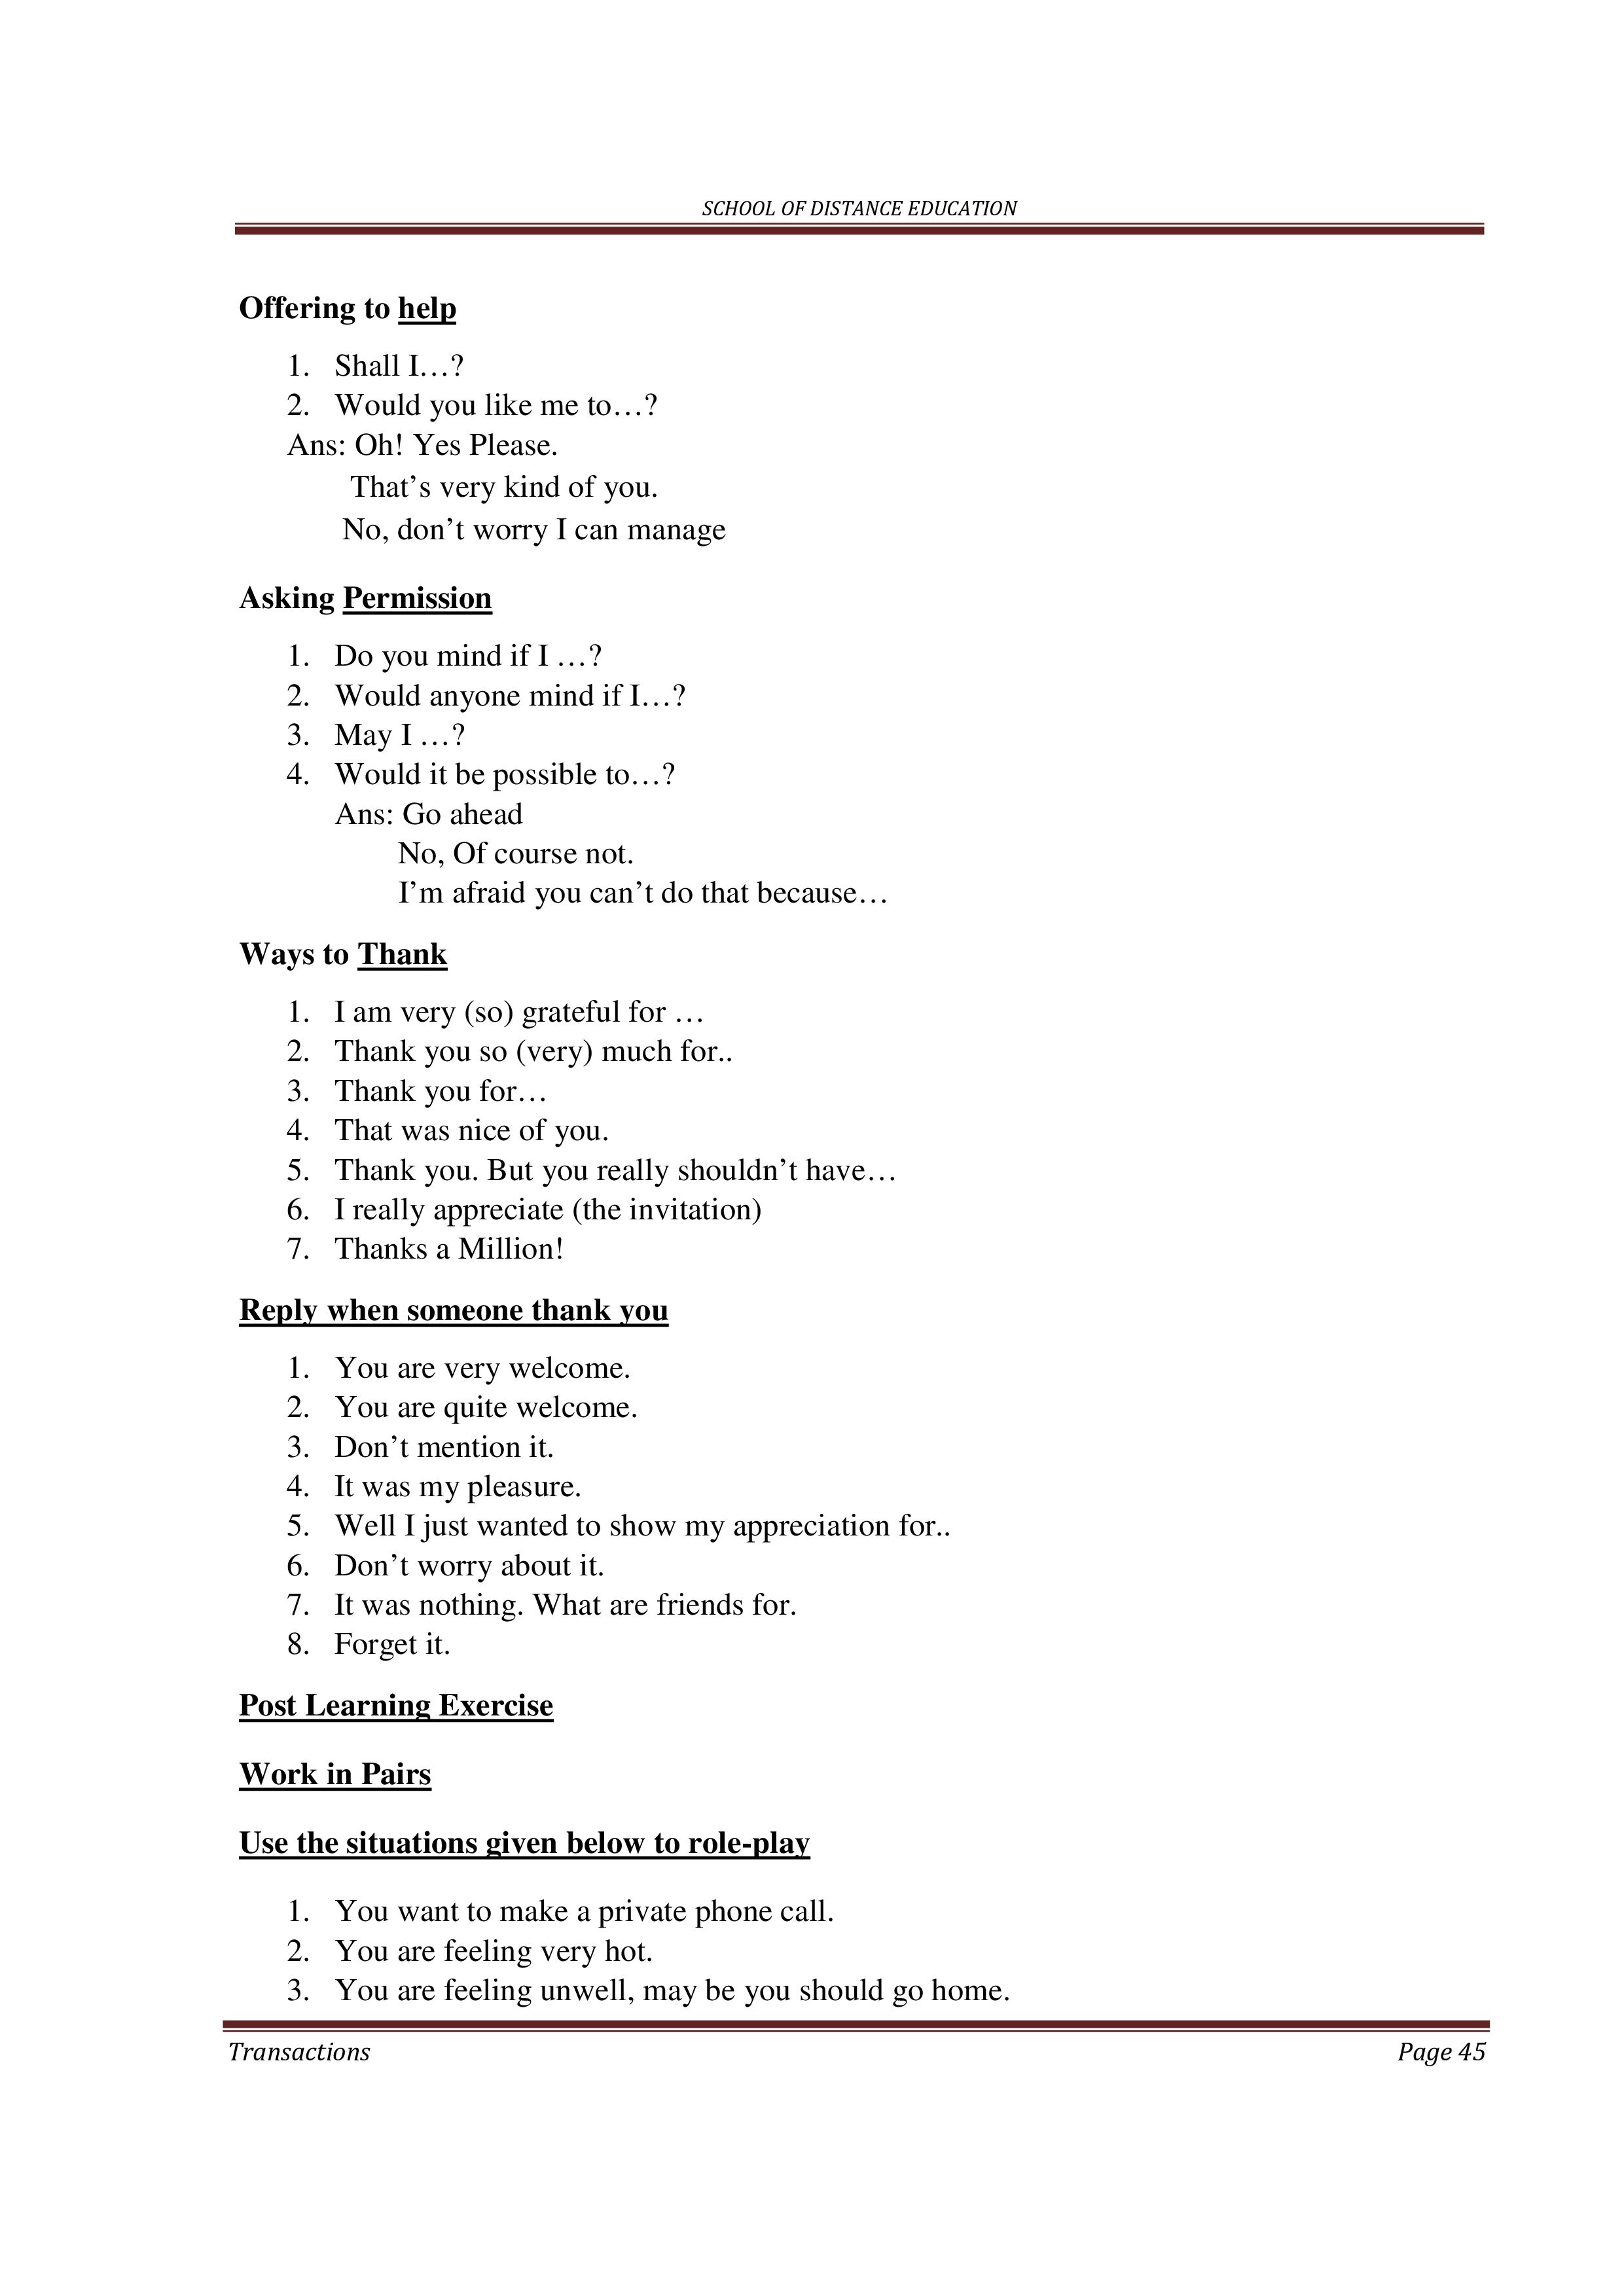 SCHOOL OF DISTANCE EDUCATION
Offering to help
1. Shall I…?
2. Would you like me to…?
Ans: Oh! Yes Please.
That’s very kind of you.
No, don’t worry I can manage
Asking Permission
1. Do you mind if I …?
2. Would anyone mind if I…?
3. May I …?
4. Would it be possible to…?
Ans: Go ahead
No, Of course not.
I’m afraid you can’t do that because…
Ways to Thank
1. I am very (so) grateful for …
2. Thank you so (very) much for..
3. Thank you for…
4. That was nice of you.
5. Thank you. But you really shouldn’t have…
6. I really appreciate (the invitation)
7. Thanks a Million!
Reply when someone thank you
1. You are very welcome.
2. You are quite welcome.
3. Don’t mention it.
4. It was my pleasure.
5. Well I just wanted to show my appreciation for..
6. Don’t worry about it.
7. It was nothing. What are friends for.
8. Forget it.
Post Learning Exercise
Work in Pairs
Use the situations given below to role-play
1. You want to make a private phone call.
2. You are feeling very hot.
3. You are feeling unwell, may be you should go home.
Transactions Page 45